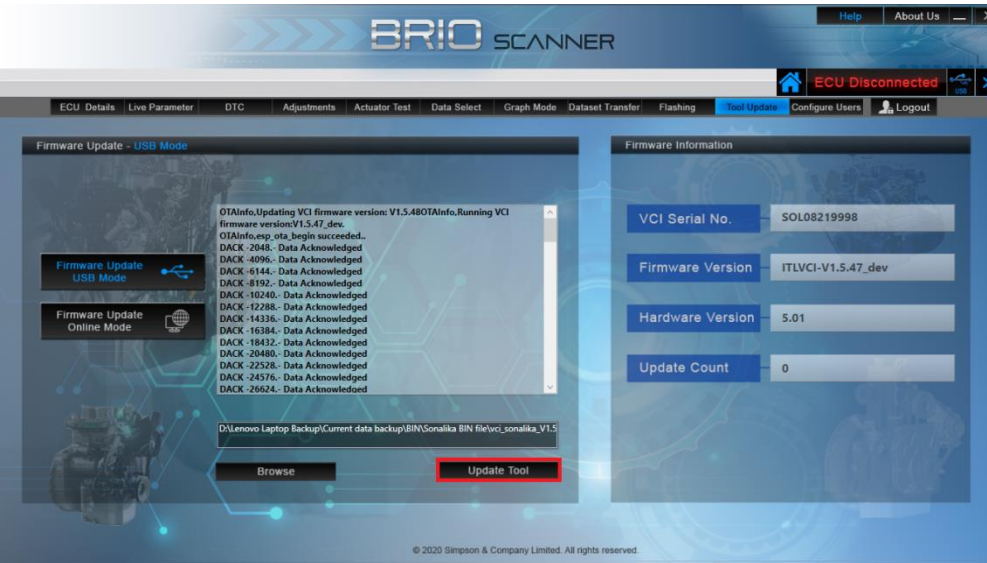 BRIO SCANNER
Help
About Us
ECU Disconnected
USB
ECU Details
Live Parameter
DTC
Adjustments
Actuator Test
Data Select
Graph Mode
Dataset Transfer
Flashing
Tool Update
Configure Users
Logout
Firmware Update - USB Mode
OTAInfo,Updating VCI firmware version: V1.5.48OTAInfo,Running VCI
firmware version:V1.5.47_dev.
OTAInfo,esp_ota_begin succeeded..
DACK -2048.- Data Acknowledged
DACK -4096.- Data Acknowledged
DACK -6144.- Data Acknowledged
DACK -8192.- Data Acknowledged
DACK -10240.- Data Acknowledged
DACK -12288.- Data Acknowledged
DACK -14336.- Data Acknowledged
DACK -16384.- Data Acknowledged
DACK -18432.- Data Acknowledged
DACK -20480.- Data Acknowledged
DACK -22528.- Data Acknowledged
DACK -24576.- Data Acknowledged
DACK -26624.- Data Acknowledged
Firmware Update
USB Mode
Firmware Update
Online Mode
D:\Lenovo Laptop Backup\Current data backup\BIN\Sonalika BIN file\vci_sonalika_V1.5
Browse
Update Tool
Firmware Information
VCI Serial No.
SOL08219998
Firmware Version
ITLVCI-V1.5.47_dev
Hardware Version
5.01
Update Count
0
© 2020 Simpson & Company Limited. All rights reserved.